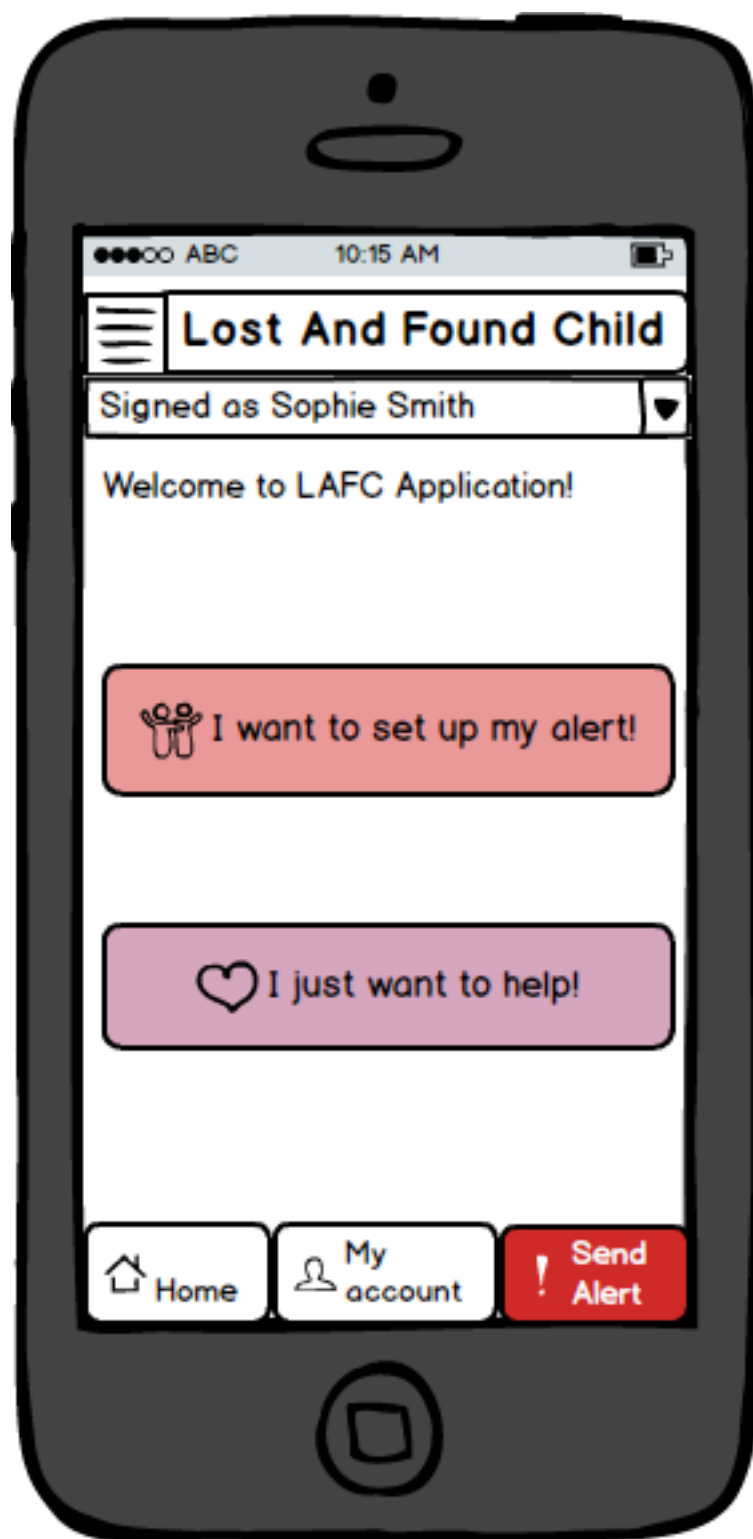 ABC 10:15 AM
Lost And Found Child
Signed as Sophie Smith
Welcome to LAFC Application!
I want to set up my alert!
I just want to help!
Home
My
account
! Send
Alert